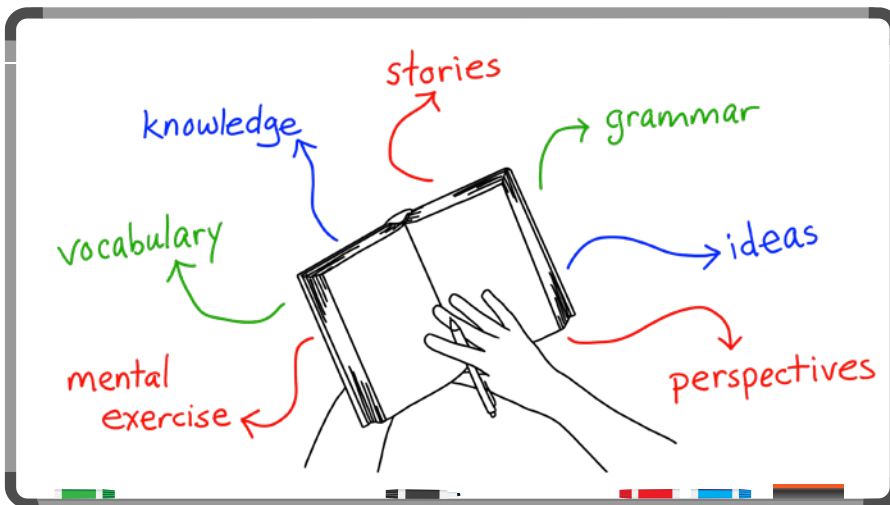 stories
knowledge
grammar
vocabulary
ideas
mental
exercise
perspectives